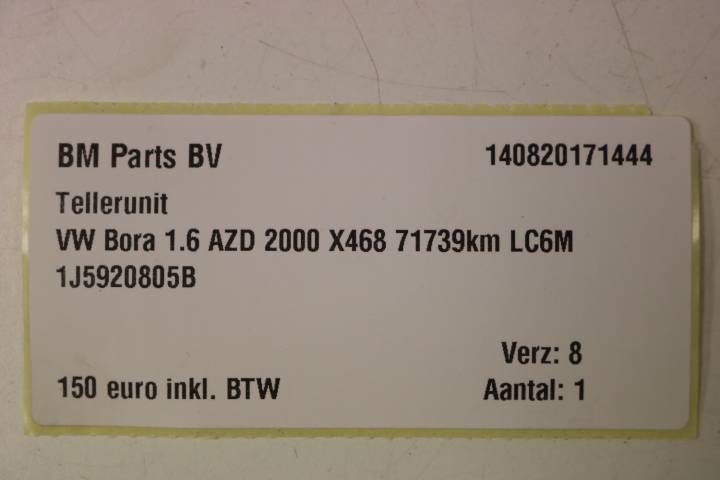 BM Parts BV 140820171444
Tellerunit
VW Bora 1.6 AZD 2000 X468 71739km LC6M
1J5920805B
Verz: 8
150 euro inkl. BTW Aantal: 1